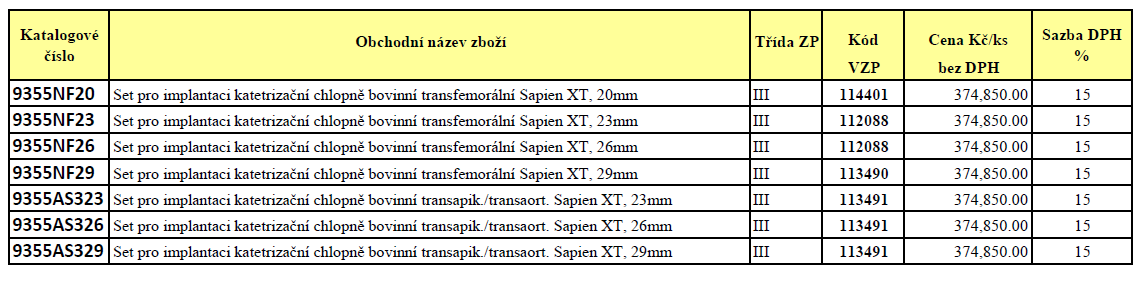 Katalogové číslo Obchodní název zboží Třída ZP Kód VZP Cena Kč/ks bez DPH Sazba DPH %
9355NF20 Set pro implantaci katetrizační chlopně bovinní transfemorální Sapien XT, 20mm III 114401 374,850.00 15
9355NF23 Set pro implantaci katetrizační chlopně bovinní transfemorální Sapien XT, 23mm III 112088 374,850.00 15
9355NF26 Set pro implantaci katetrizační chlopně bovinní transfemorální Sapien XT, 26mm III 112088 374,850.00 15
9355NF29 Set pro implantaci katetrizační chlopně bovinní transfemorální Sapien XT, 29mm III 113490 374,850.00 15
9355AS323 Set pro implantaci katetrizační chlopně bovinní transapik./transaort. Sapien XT, 23mm III 113491 374,850.00 15
9355AS326 Set pro implantaci katetrizační chlopně bovinní transapik./transaort. Sapien XT, 26mm III 113491 374,850.00 15
9355AS329 Set pro implantaci katetrizační chlopně bovinní transapik./transaort. Sapien XT, 29mm III 113491 374,850.00 15